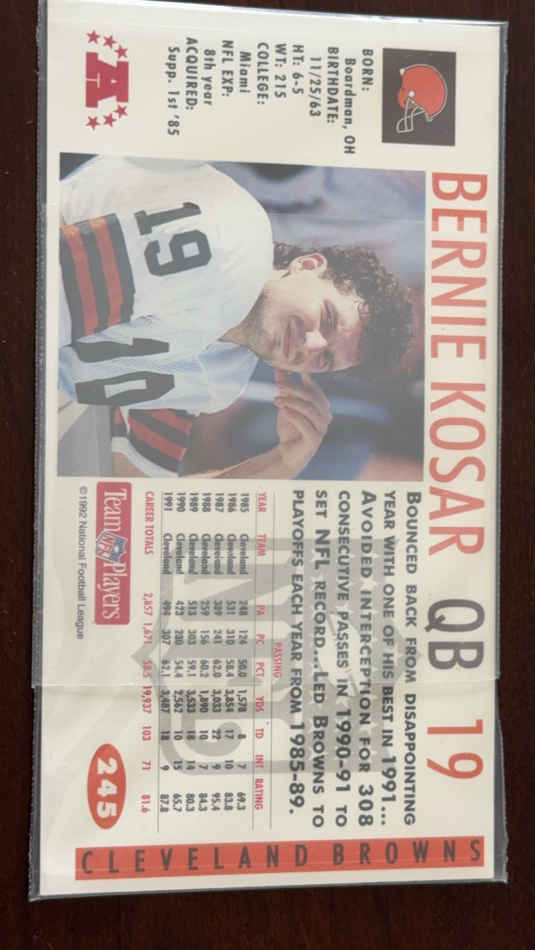 BERNIE KOSAR QB 19
BORN:
Boardman, OH
BIRTHDATE:
11/25/63
HT: 6-5
WT: 215
COLLEGE:
Miami
NFL EXP:
8th year
ACQUIRED:
Supp. 1st '85
A
19
19
BOUNCED BACK FROM DISAPPOINTING
YEAR WITH ONE OF HIS BEST IN 1991...
AVOIDED INTERCEPTION FOR 308
CONSECUTIVE PASSES IN 1990-91 TO
SET NFL RECORD...LED BROWNS TO
PLAYOFFS EACH YEAR FROM 1985-89.
PASSING
YEAR TEAM PA PC PCT YDS TD INT RATING
1985 Cleveland 248 124 50.0 1,578 8 7 69.3
1986 Cleveland 531 310 58.4 3,854 17 10 83.8
1987 Cleveland 389 241 62.0 3,033 22 9 95.4
1988 Cleveland 259 156 60.2 1,890 10 7 84.3
1989 Cleveland 513 303 59.1 3,533 18 14 80.3
1990 Cleveland 423 230 54.4 2,562 10 15 65.7
1991 Cleveland 494 307 62.1 3,487 18 9 87.8
CAREER TOTALS 2,857 1,671 58.5 19,937 103 71 81.6
Team NFL Players
©1992 National Football League
245
CLEVELAND BROWNS